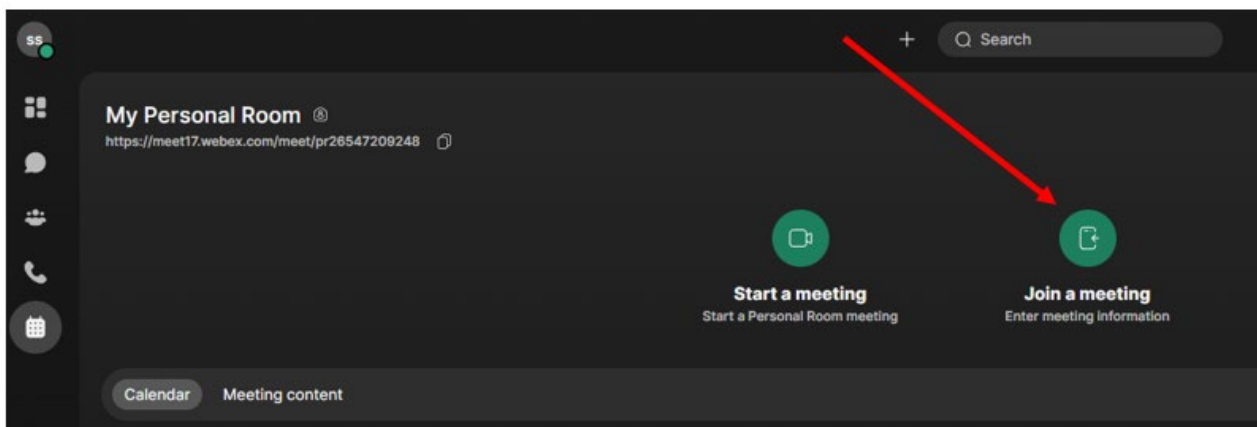 ss
Search
My Personal Room
https://meet17.webex.com/meet/pr26547209248
Start a meeting
Start a Personal Room meeting
Join a meeting
Enter meeting information
Calendar
Meeting content